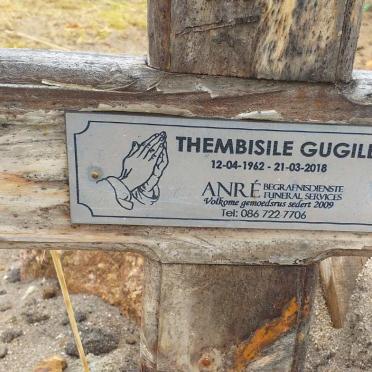 THEMBISILE GUGILE
12-04-1962 - 21-03-2018
ANRÉ BEGRAFNISDIENSTE
FUNERAL SERVICES
Volkome gemoedsrus sedert 2009
Tel: 086 722 7706